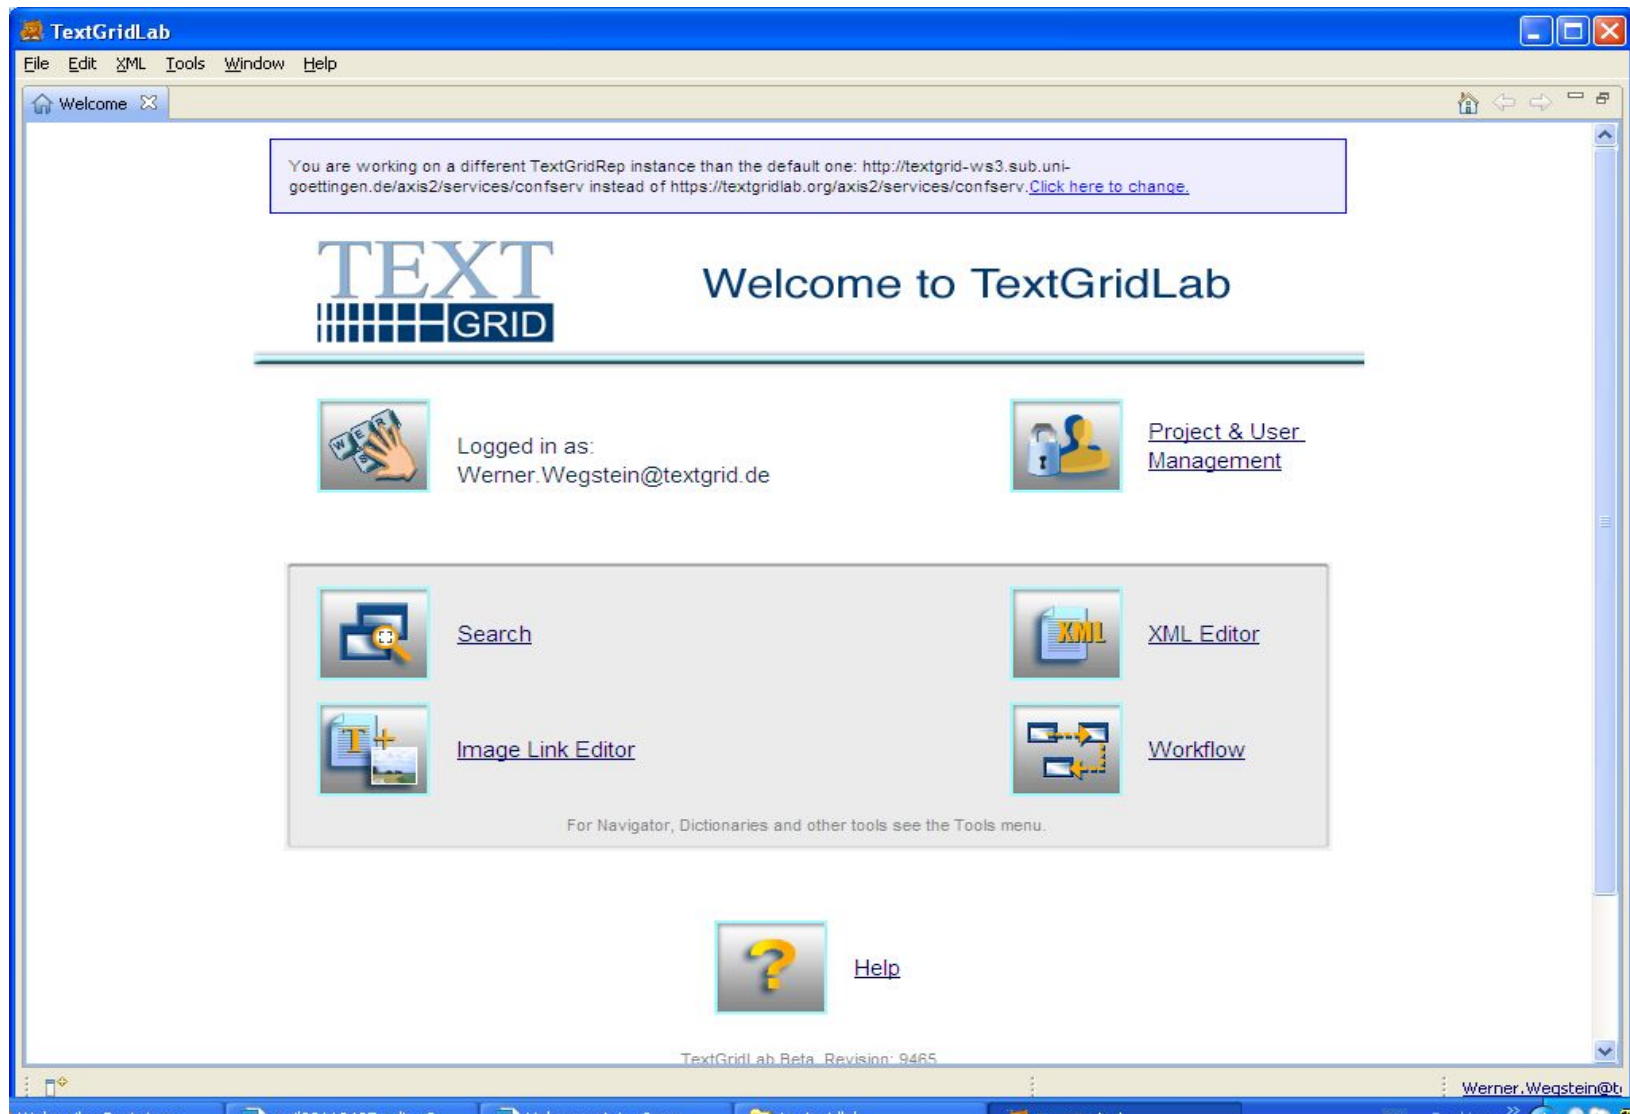 TextGridLab
File Edit XML Tools Window Help
Welcome
You are working on a different TextGridRep instance than the default one: http://textgrid-ws3.sub.uni-
goettingen.de/axis2/services/confserv instead of https://textgridlab.org/axis2/services/confserv.Click here to change.
TEXT
GRID
Welcome to TextGridLab
W E R
S
Logged in as:
Werner.Wegstein@textgrid.de
Project & User
Management
Search
XML
XML Editor
T
Image Link Editor
Workflow
For Navigator, Dictionaries and other tools see the Tools menu.
?
Help
TextGridLab Beta, Revision: 9465
Werner.Wegstein@t